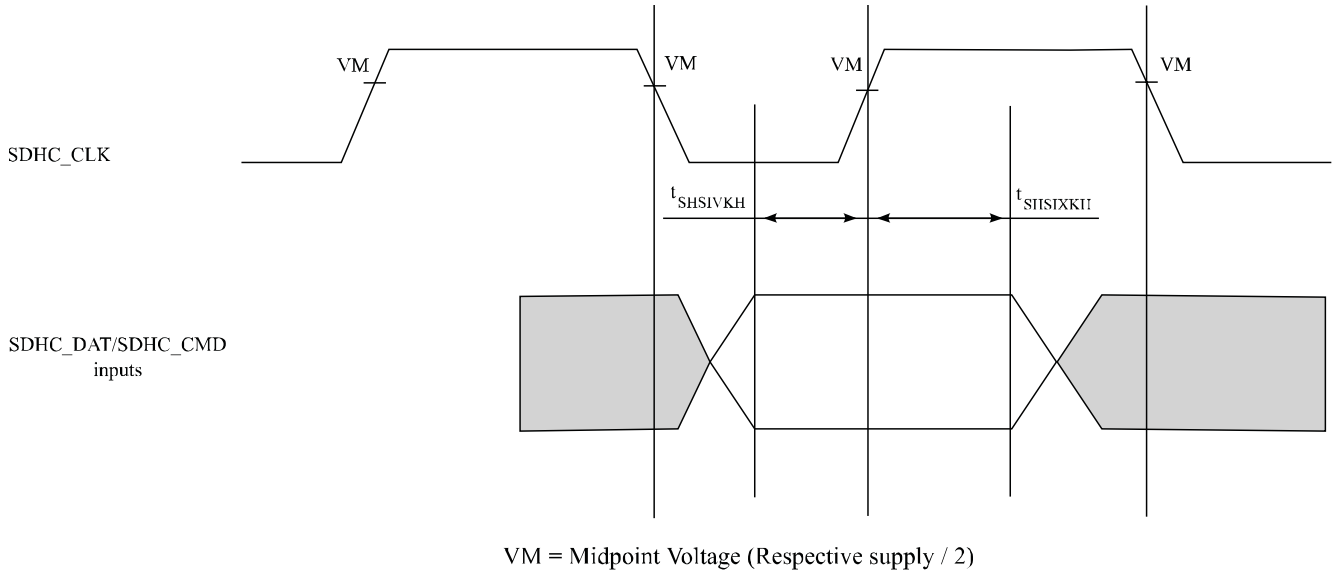 VM
VM
VM
VM
SDHC_CLK
tSHSIVKH
tSHSIXKH
SDHC_DAT/SDHC_CMD
inputs
VM = Midpoint Voltage (Respective supply / 2)